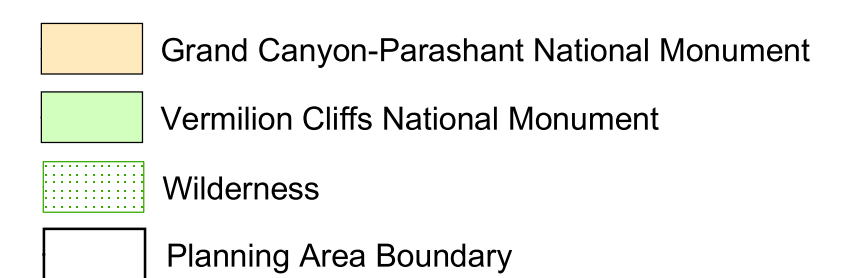 Grand Canyon-Parashant National Monument
Vermilion Cliffs National Monument
Wilderness
Planning Area Boundary